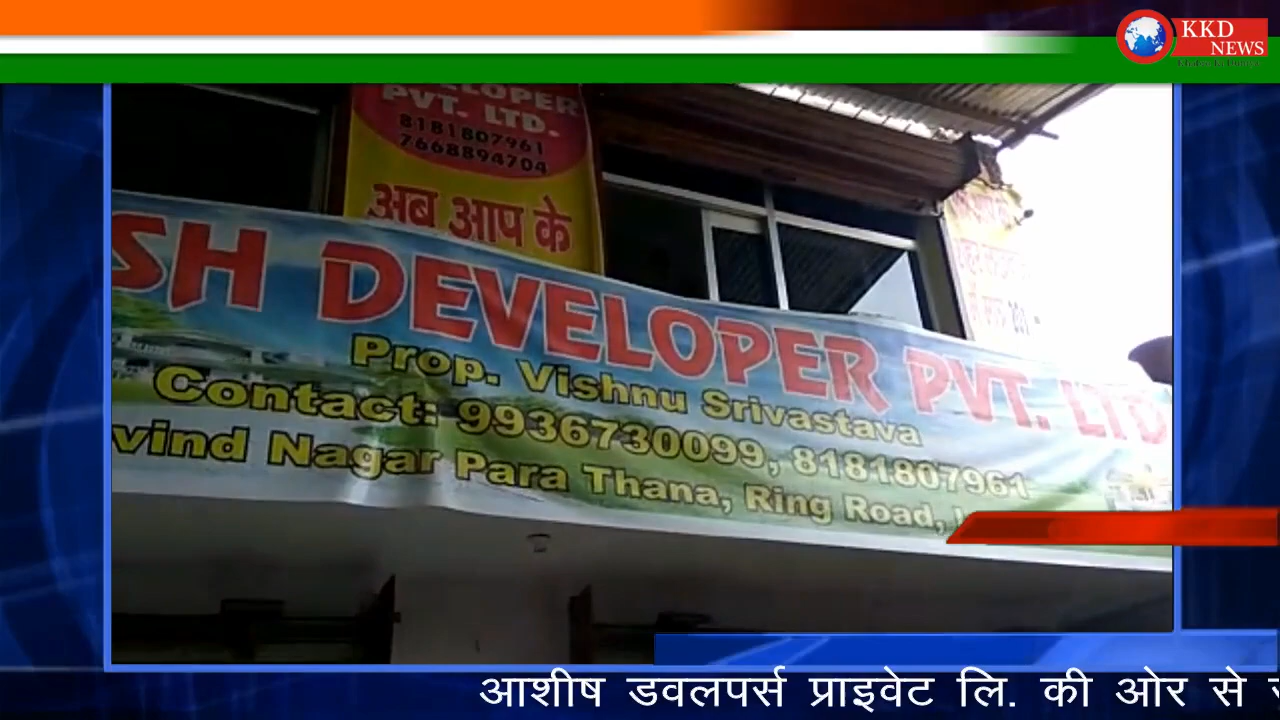 KKD
NEWS
ELOPER
PVT. LTD.
8181807961
7668894704
अब आप के
SH DEVELOPER PVT. LTD
Prop. Vishnu Srivastava
Contact: 9936730099, 8181807961
vind Nagar Para Thana, Ring Road,
आशीष डवलपर्स प्राइवेट लि. की ओर से